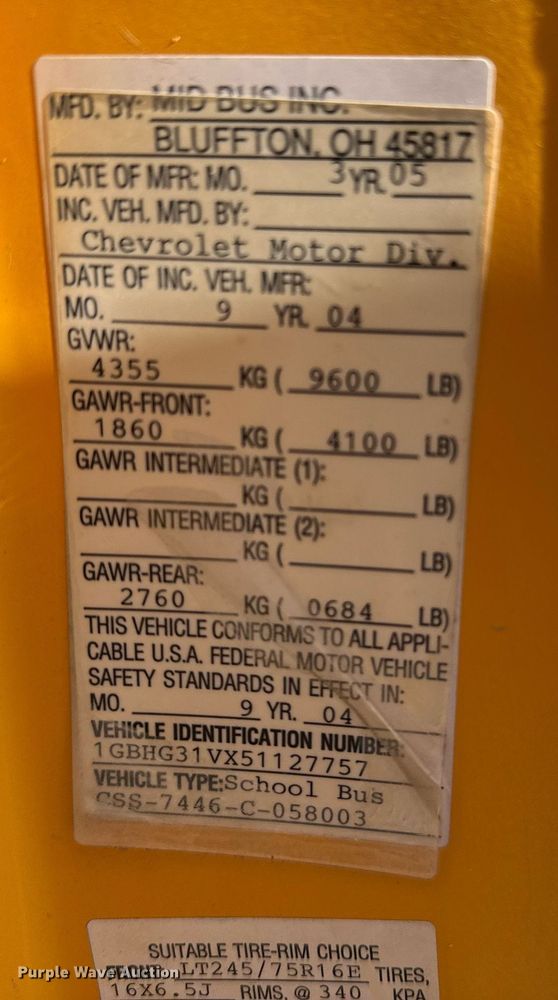 MFD. BY: MID BUS INC.
BLUFFTON, OH 45817
DATE OF MFR: MO. 3 YR. 05
INC. VEH. MFD. BY:
Chevrolet Motor Div.
DATE OF INC. VEH. MFR:
MO. 9 YR. 04
GVWR:
4355 KG ( 9600 LB)
GAWR-FRONT:
1860 KG ( 4100 LB)
GAWR INTERMEDIATE (1):
KG ( LB)
GAWR INTERMEDIATE (2):
KG ( LB)
GAWR-REAR:
2760 KG ( 0684 LB)
THIS VEHICLE CONFORMS TO ALL APPLI-
CABLE U.S.A. FEDERAL MOTOR VEHICLE
SAFETY STANDARDS IN EFFECT IN:
MO. 9 YR. 04
VEHICLE IDENTIFICATION NUMBER:
1GBHG31VX51127757
VEHICLE TYPE: School Bus
CSS-7446-C-058003
SUITABLE TIRE-RIM CHOICE
LT245/75R16E TIRES,
Purple Wave Auction
16X6.5J RIMS, @ 340 KPA